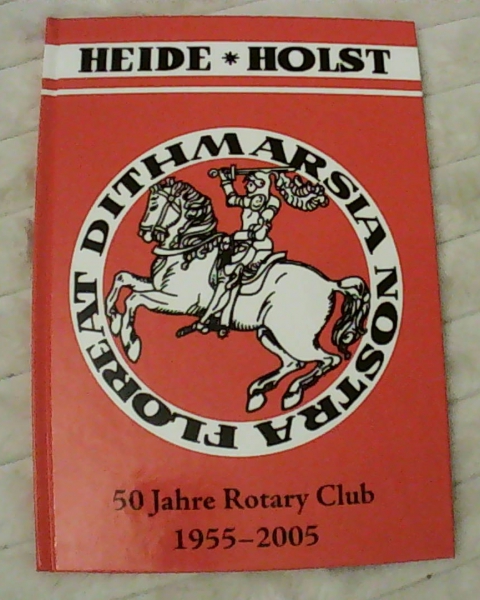 HEIDE * HOLST
FLOREAT DITHMARSIA NOSTRA
50 Jahre Rotary Club
1955–2005